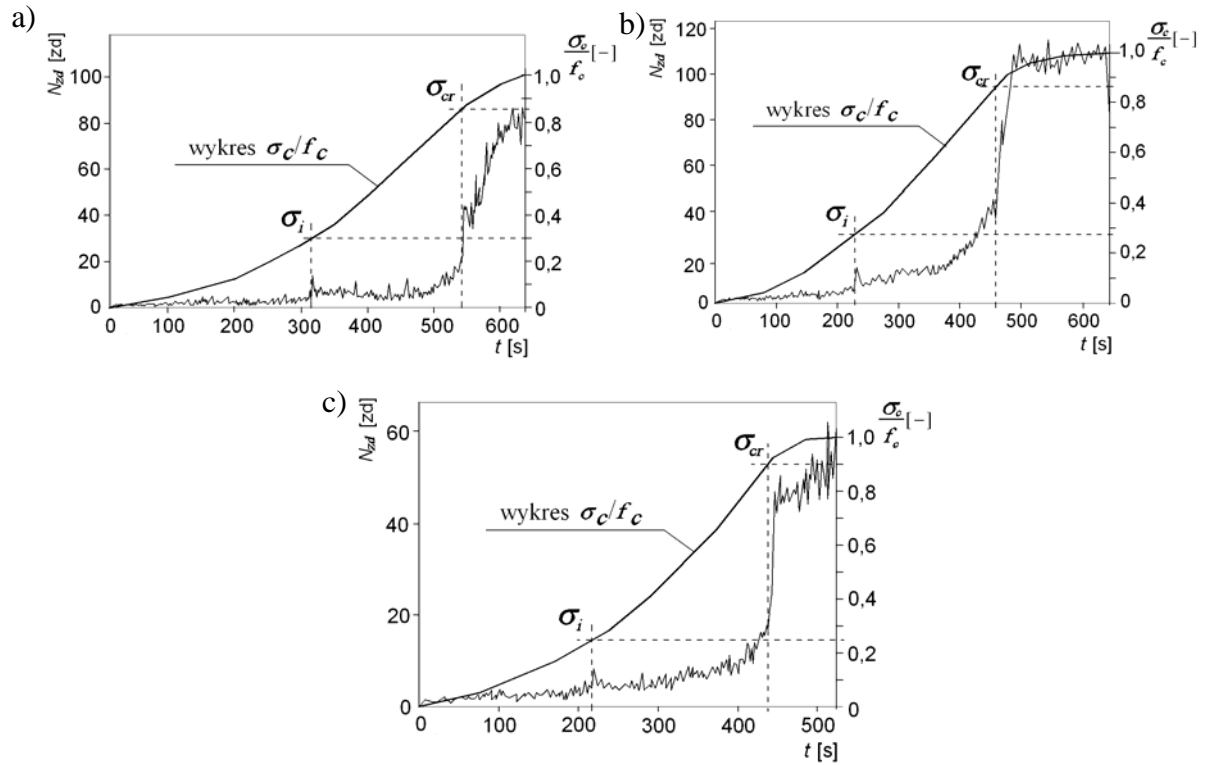 a)
N_zd [zd]
σ_c/f_c [-]
100
80
60
40
20
0
1,0
0,8
0,6
0,4
0,2
0
σ_cr
wykres σ_c/f_c
σ_i
0 100 200 300 400 500 600
t [s]
b)
N_zd [zd]
σ_c/f_c [-]
120
100
80
60
40
20
0
1,0
0,8
0,6
0,4
0,2
0
σ_cr
wykres σ_c/f_c
σ_i
0 100 200 300 400 500 600
t [s]
c)
N_zd [zd]
σ_c/f_c [-]
60
40
20
0
1,0
0,8
0,6
0,4
0,2
0
σ_cr
wykres σ_c/f_c
σ_i
0 100 200 300 400 500
t [s]